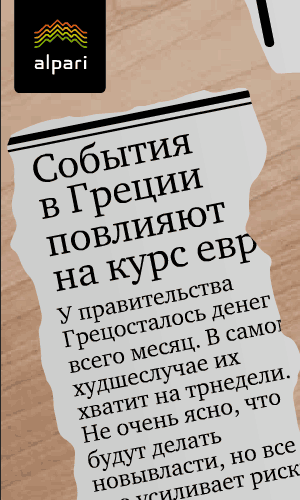 alpari
События
в Греции
повлияют
на курс евр
У правительства
Грецосталось денег
всего месяц. В самом
худшеслучае их
хватит на трнедели.
Не очень ясно, что
будут делать
новывласти, но все
усиливает риск